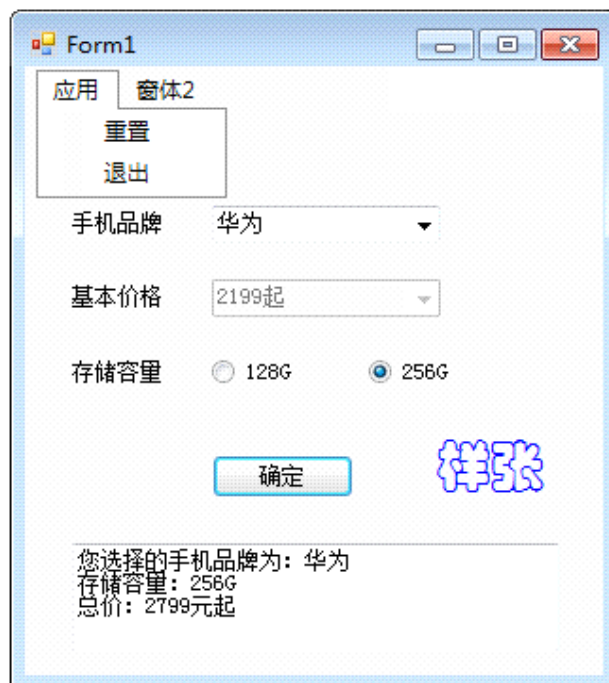 Form1
应用 窗体2
重置
退出
手机品牌 华为
基本价格 2199起
存储容量 128G 256G
确定 样张
您选择的手机品牌为：华为
存储容量：256G
总价：2799元起